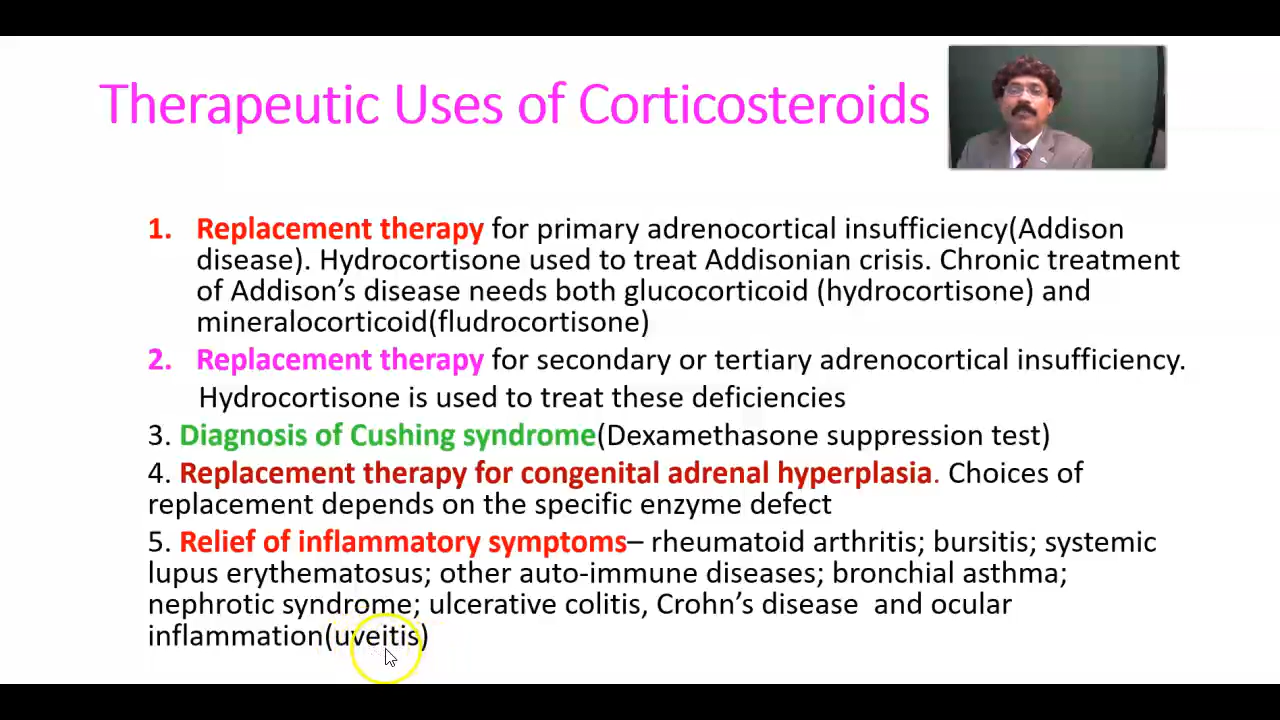 Therapeutic Uses of Corticosteroids
1. Replacement therapy for primary adrenocortical insufficiency(Addison
disease). Hydrocortisone used to treat Addisonian crisis. Chronic treatment
of Addison’s disease needs both glucocorticoid (hydrocortisone) and
mineralocorticoid(fludrocortisone)
2. Replacement therapy for secondary or tertiary adrenocortical insufficiency.
Hydrocortisone is used to treat these deficiencies
3. Diagnosis of Cushing syndrome(Dexamethasone suppression test)
4. Replacement therapy for congenital adrenal hyperplasia. Choices of
replacement depends on the specific enzyme defect
5. Relief of inflammatory symptoms– rheumatoid arthritis; bursitis; systemic
lupus erythematosus; other auto-immune diseases; bronchial asthma;
nephrotic syndrome; ulcerative colitis, Crohn’s disease and ocular
inflammation(uveitis)